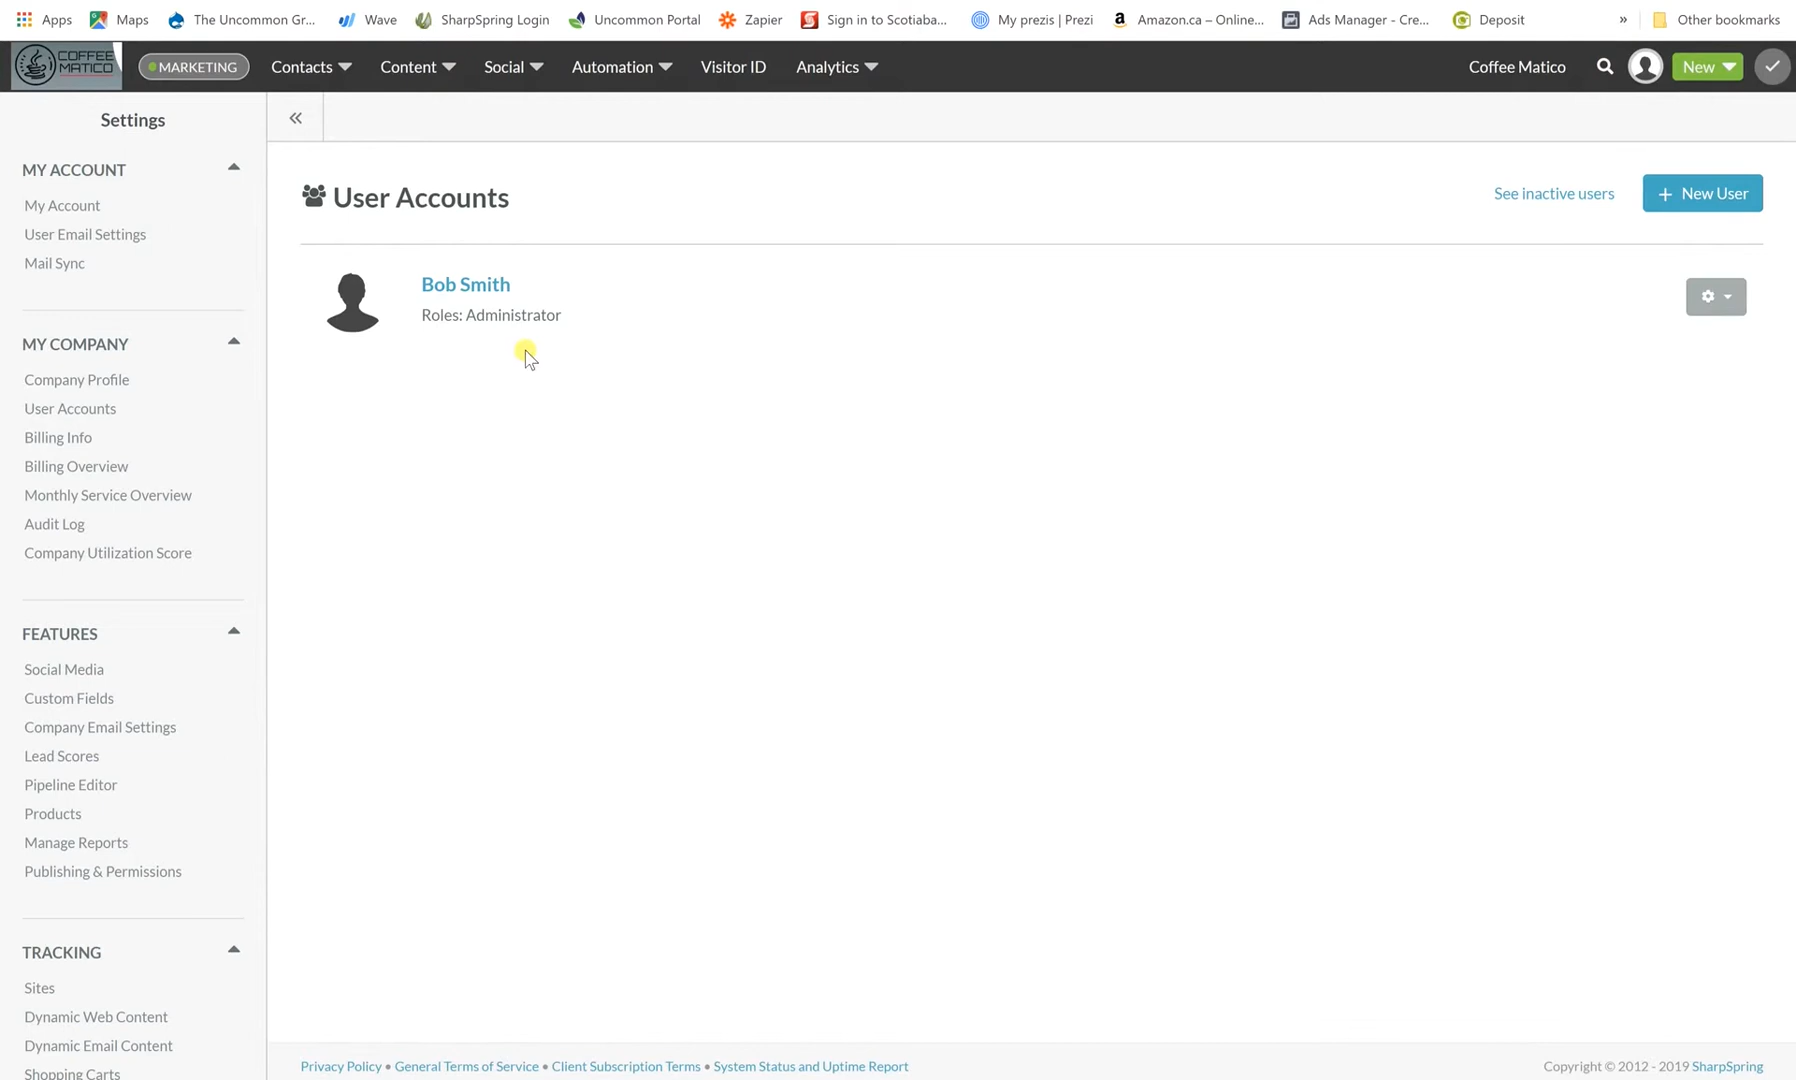 Apps Maps The Uncommon Gr... Wave SharpSpring Login Uncommon Portal Zapier Sign in to Scotiaba... My prezis | Prezi Amazon.ca – Online... Ads Manager - Cre... Deposit » Other bookmarks
COFFEE MATICO
MARKETING Contacts Content Social Automation Visitor ID Analytics Coffee Matico New
Settings
MY ACCOUNT
My Account
User Email Settings
Mail Sync
MY COMPANY
Company Profile
User Accounts
Billing Info
Billing Overview
Monthly Service Overview
Audit Log
Company Utilization Score
FEATURES
Social Media
Custom Fields
Company Email Settings
Lead Scores
Pipeline Editor
Products
Manage Reports
Publishing & Permissions
TRACKING
Sites
Dynamic Web Content
Dynamic Email Content
Shopping Carts
User Accounts
See inactive users + New User
Bob Smith
Roles: Administrator
Privacy Policy • General Terms of Service • Client Subscription Terms • System Status and Uptime Report
Copyright © 2012 - 2019 SharpSpring